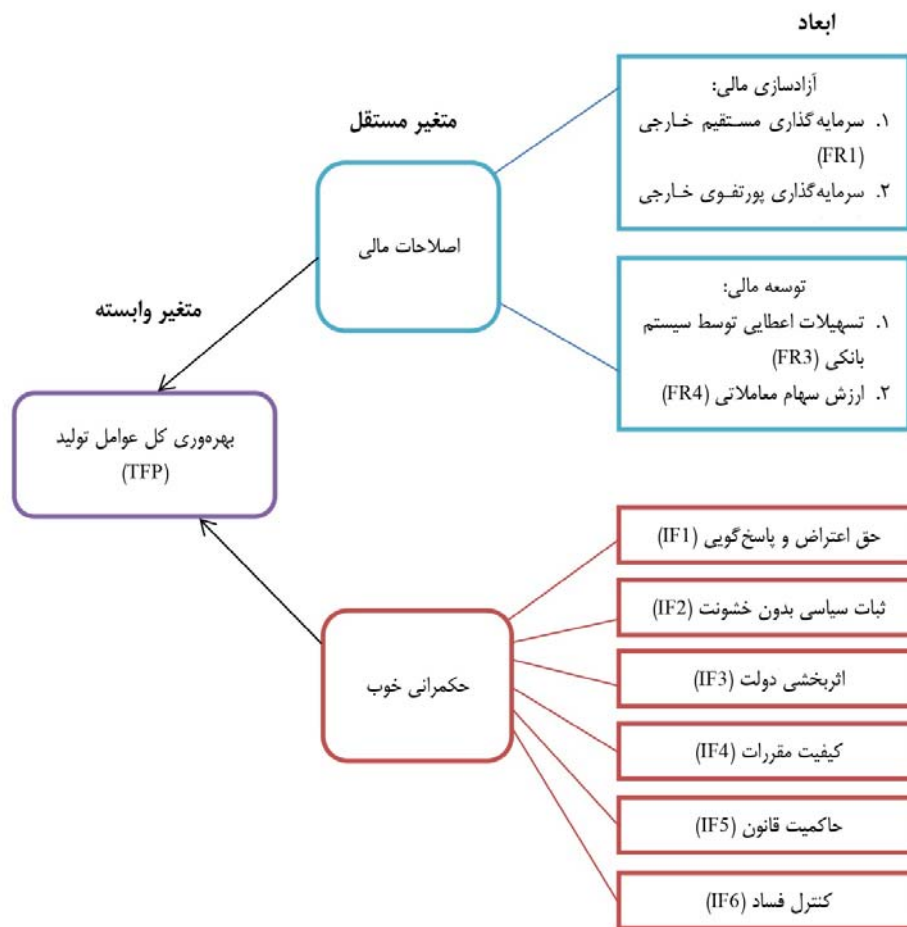 ابعاد
آزادسازی مالی:
۱. سرمایه‌گذاری مستقیم خارجی
(FR1)
۲. سرمایه‌گذاری پورتفوی خارجی
متغیر مستقل
اصلاحات مالی
توسعه مالی:
۱. تسهیلات اعطایی توسط سیستم
بانکی (FR3)
۲. ارزش سهام معاملاتی (FR4)
متغیر وابسته
بهره‌وری کل عوامل تولید
(TFP)
حق اعتراض و پاسخ‌گویی (IF1)
ثبات سیاسی بدون خشونت (IF2)
اثربخشی دولت (IF3)
حکمرانی خوب
کیفیت مقررات (IF4)
حاکمیت قانون (IF5)
کنترل فساد (IF6)